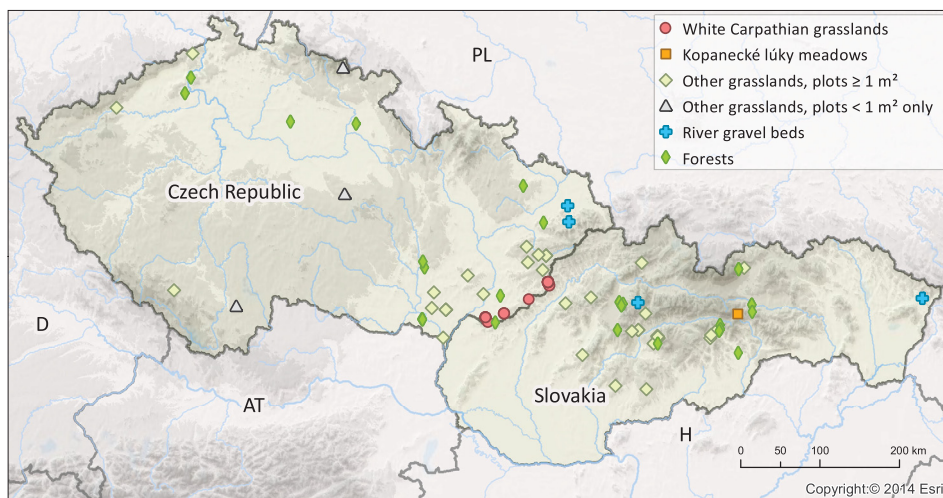 White Carpathian grasslands
Kopanecké lúky meadows
Other grasslands, plots ≥ 1 m²
Other grasslands, plots < 1 m² only
River gravel beds
Forests
PL
Czech Republic
D
AT
Slovakia
H
0 50 100 200 km
Copyright:© 2014 Esri